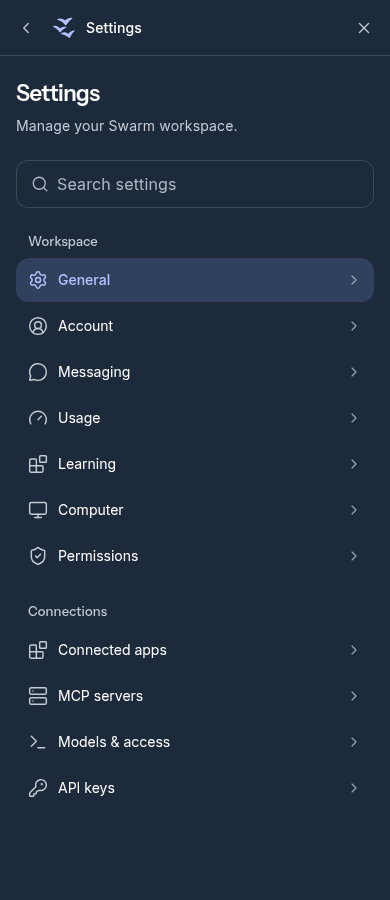 Settings
Settings
Manage your Swarm workspace.
Search settings
Workspace
General
Account
Messaging
Usage
Learning
Computer
Permissions
Connections
Connected apps
MCP servers
Models & access
API keys